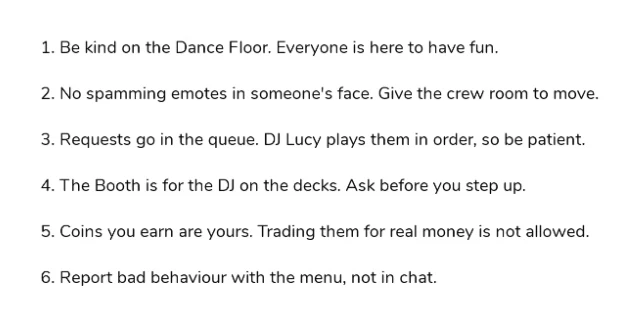 1. Be kind on the Dance Floor. Everyone is here to have fun.
2. No spamming emotes in someone's face. Give the crew room to move.
3. Requests go in the queue. DJ Lucy plays them in order, so be patient.
4. The Booth is for the DJ on the decks. Ask before you step up.
5. Coins you earn are yours. Trading them for real money is not allowed.
6. Report bad behaviour with the menu, not in chat.